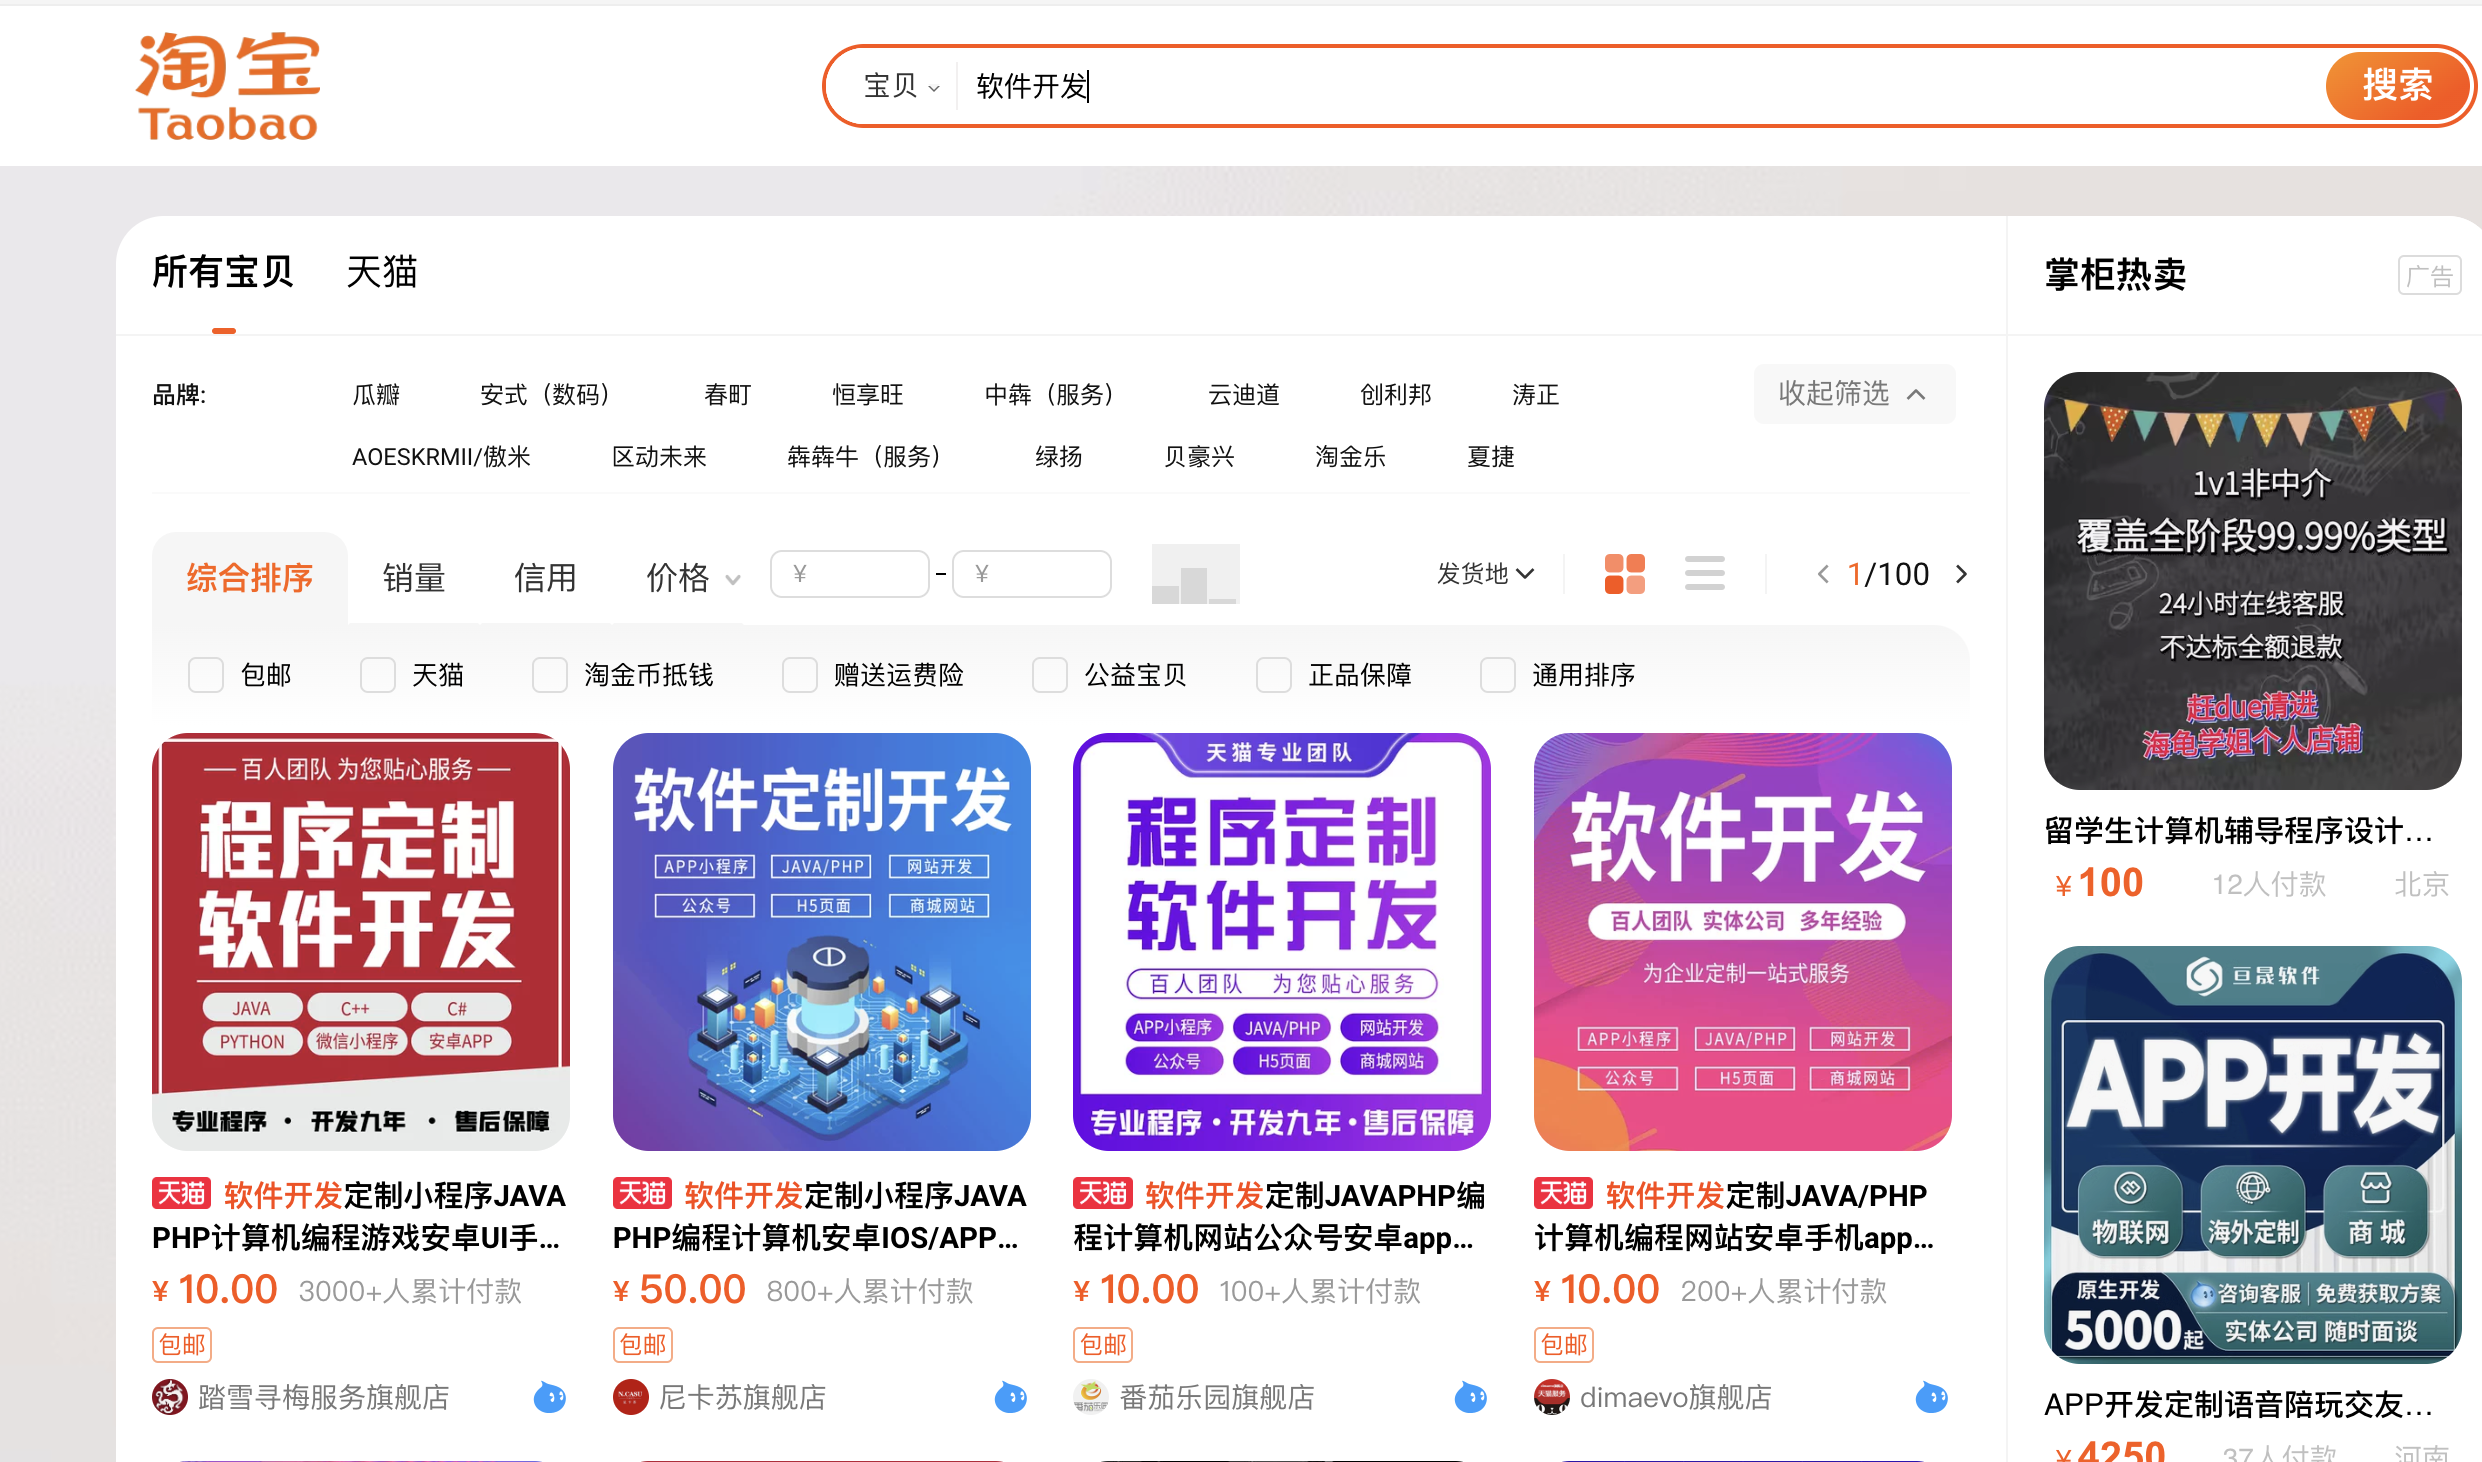 淘宝
Taobao
宝贝 软件开发
搜索
所有宝贝 天猫
品牌: 瓜瓣 安式（数码） 春町 恒享旺 中犇（服务） 云迪道 创利邦 涛正
收起筛选
AOESKRMII/傲米 区动未来 犇犇牛（服务） 绿扬 贝豪兴 淘金乐 夏捷
综合排序 销量 信用 价格 ¥ - ¥
发货地 1/100
包邮 天猫 淘金币抵钱 赠送运费险 公益宝贝 正品保障 通用排序
百人团队 为您贴心服务
程序定制
软件开发
JAVA C++ C#
PYTHON 微信小程序 安卓APP
专业程序 · 开发九年 · 售后保障
天猫 软件开发定制小程序JAVA
PHP计算机编程游戏安卓UI手...
¥ 10.00 3000+人累计付款
包邮
踏雪寻梅服务旗舰店
软件定制开发
APP小程序 JAVA/PHP 网站开发
公众号 H5页面 商城网站
天猫 软件开发定制小程序JAVA
PHP编程计算机安卓IOS/APP...
¥ 50.00 800+人累计付款
包邮
N.CASU
尼卡苏旗舰店
天猫专业团队
程序定制
软件开发
百人团队 为您贴心服务
APP小程序 JAVA/PHP 网站开发
公众号 H5页面 商城网站
专业程序·开发九年·售后保障
天猫 软件开发定制JAVAPHP编
程计算机网站公众号安卓app...
¥ 10.00 100+人累计付款
包邮
番茄乐园旗舰店
软件开发
百人团队 实体公司 多年经验
为企业定制一站式服务
APP小程序 JAVA/PHP 网站开发
公众号 H5页面 商城网站
天猫 软件开发定制JAVA/PHP
计算机编程网站安卓手机app...
¥ 10.00 200+人累计付款
包邮
天猫服务
dimaevo旗舰店
掌柜热卖 广告
1v1非中介
覆盖全阶段99.99%类型
24小时在线客服
不达标全额退款
赶due请进
海龟学姐个人店铺
留学生计算机辅导程序设计...
¥ 100 12人付款 北京
亘晟软件
APP开发
物联网 海外定制 商城
原生开发
5000起
咨询客服 | 免费获取方案
实体公司 随时面谈
APP开发定制语音陪玩交友...
¥ 4250 37人付款 河南